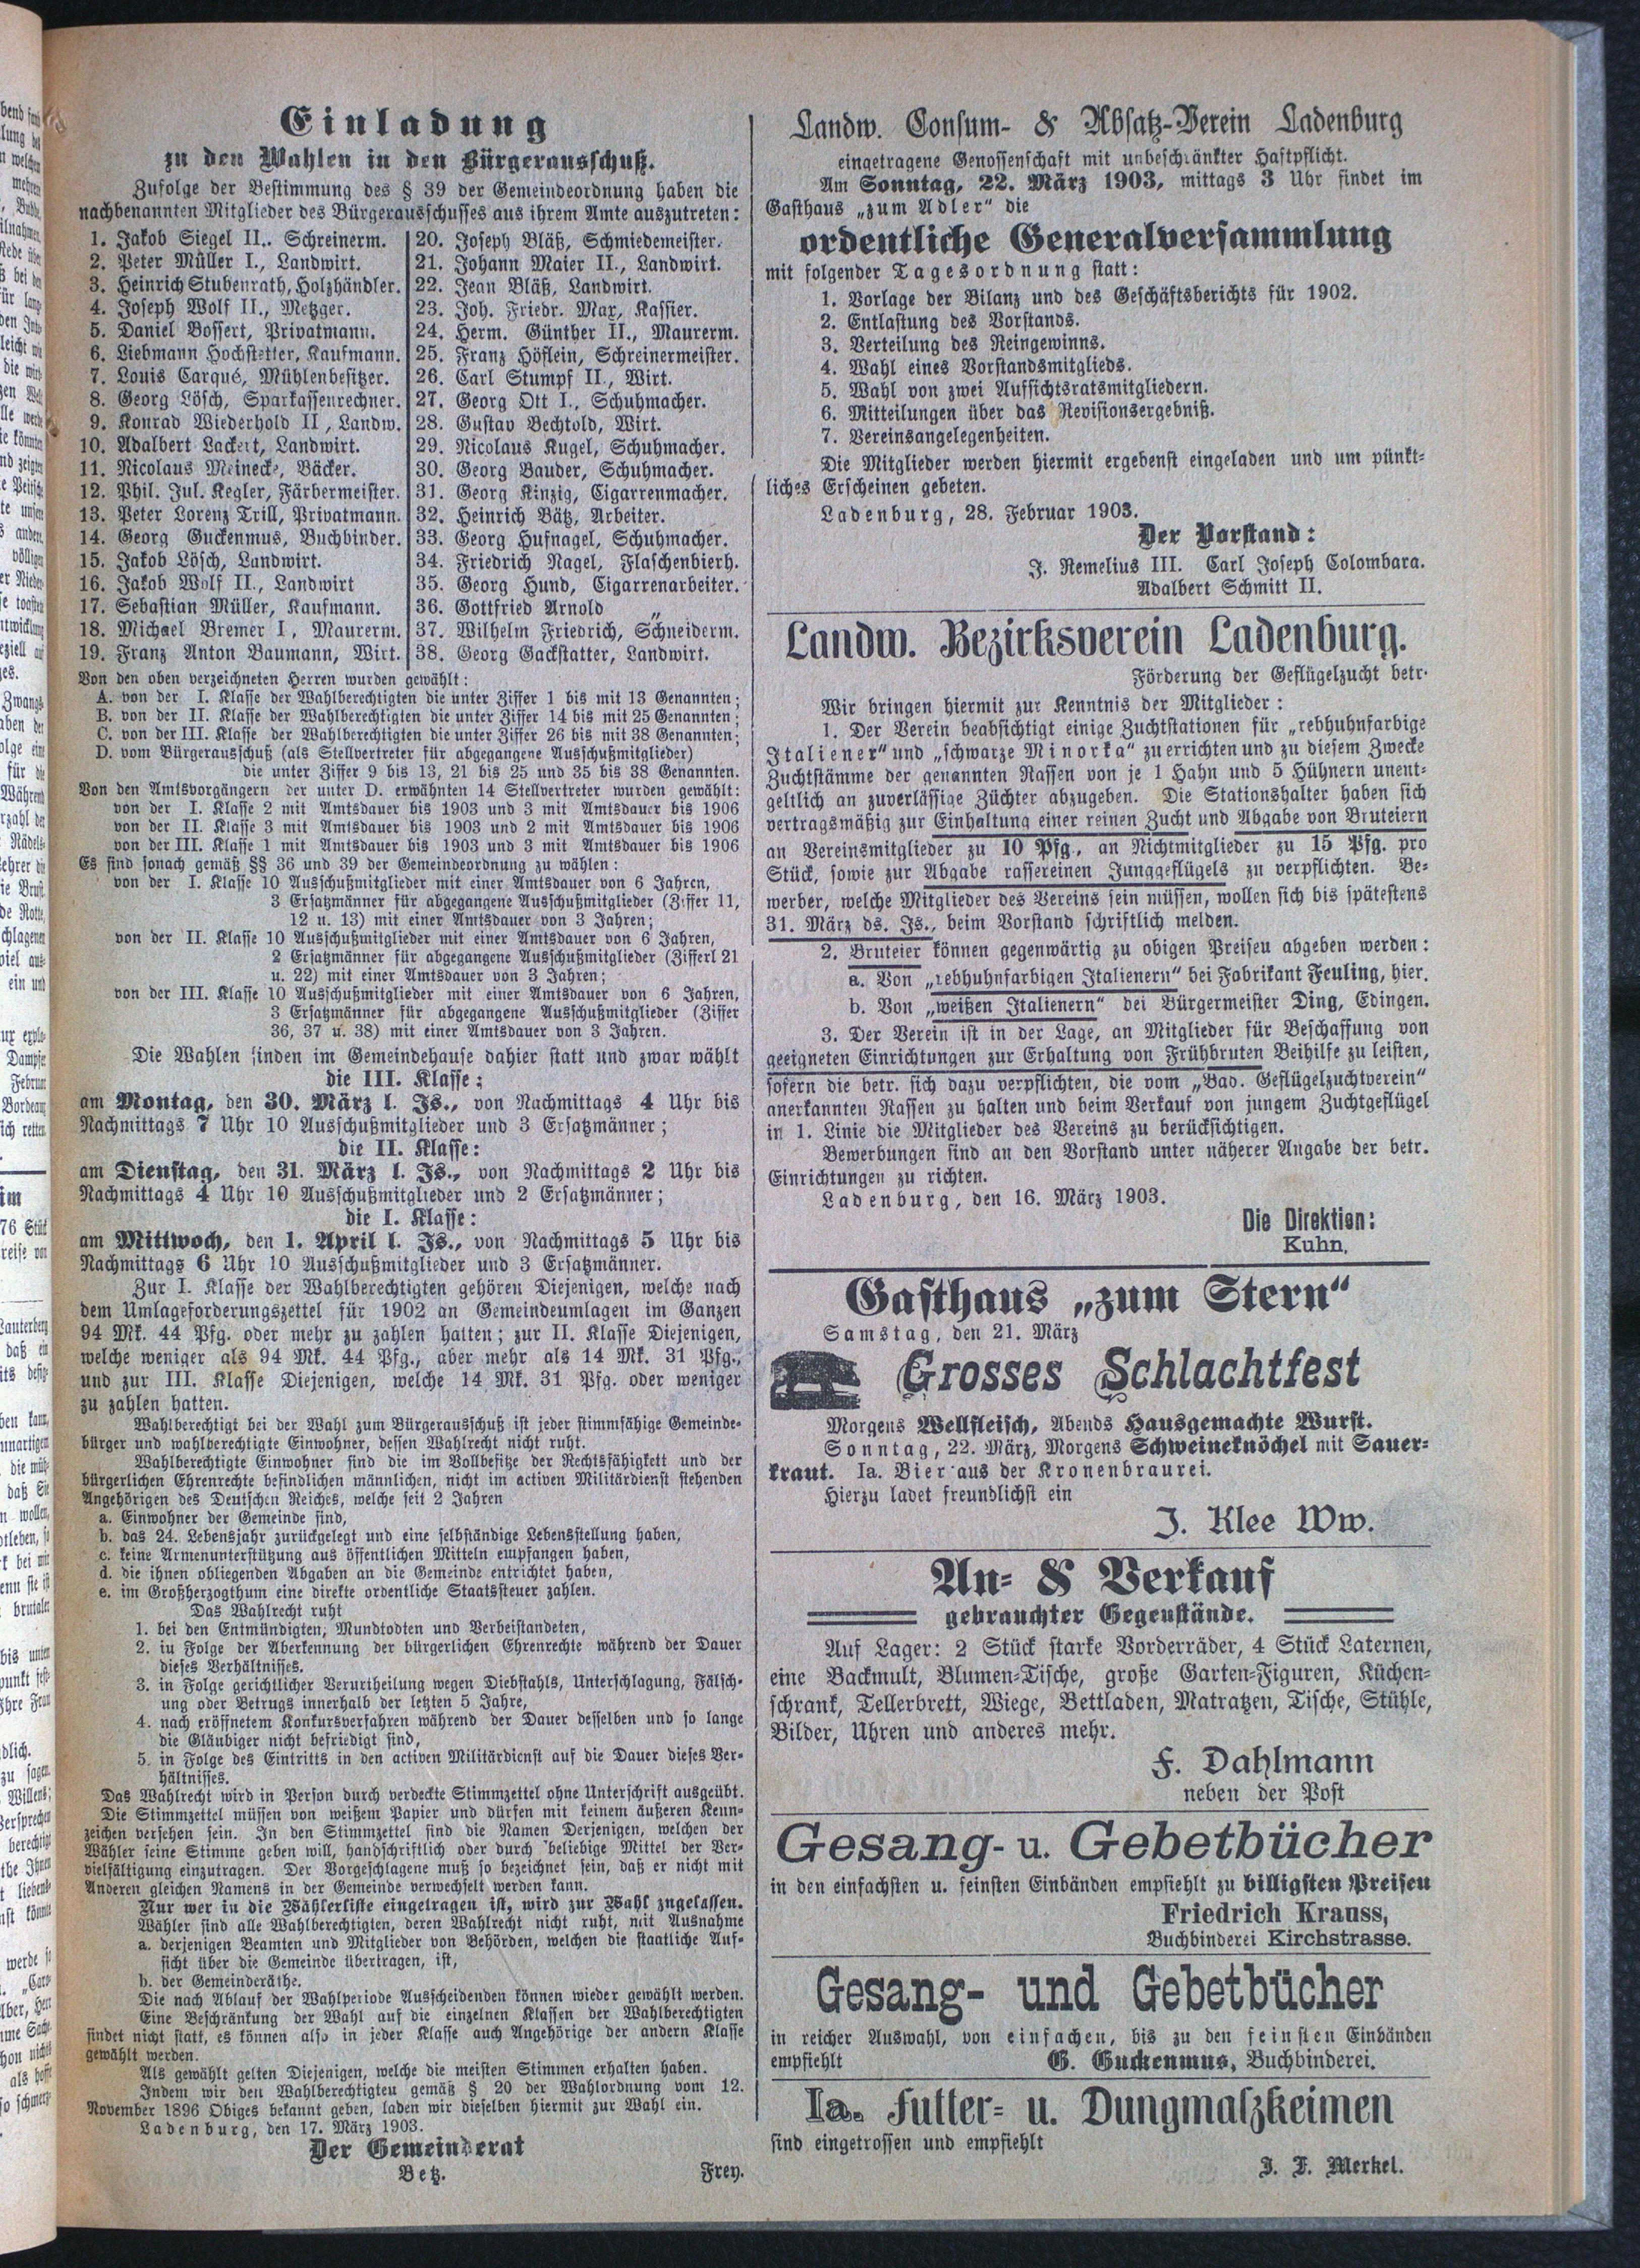 Einladung
zu den Wahlen in den Bürgerausschuß.
Zufolge der Bestimmung des § 39 der Gemeindeordnung haben die
nachbenannten Mitglieder des Bürgerausschusses aus ihrem Amte auszutreten:
1. Jakob Siegel II.. Schreinerm.
2. Peter Müller I., Landwirt.
3. Heinrich Stubenrath, Holzhändler.
4. Joseph Wolf II., Metzger.
5. Daniel Bossert, Privatmann.
6. Liebmann Hochstetter, Kaufmann.
7. Louis Carqué, Mühlenbesitzer.
8. Georg Lösch, Sparkassenrechner.
9. Konrad Wiederhold II, Landw.
10. Adalbert Lackert, Landwirt.
11. Nicolaus Meinecke, Bäcker.
12. Phil. Jul. Kegler, Färbermeister.
13. Peter Lorenz Trill, Privatmann.
14. Georg Guckenmus, Buchbinder.
15. Jakob Lösch, Landwirt.
16. Jakob Wolf II., Landwirt
17. Sebastian Müller, Kaufmann.
18. Michael Bremer I, Maurerm.
19. Franz Anton Baumann, Wirt.
20. Joseph Bläß, Schmiedemeister.
21. Johann Maier II., Landwirt.
22. Jean Bläß, Landwirt.
23. Joh. Friedr. Max, Kassier.
24. Herm. Günther II., Maurerm.
25. Franz Höflein, Schreinermeister.
26. Carl Stumpf II., Wirt.
27. Georg Ott I., Schuhmacher.
28. Gustav Bechtold, Wirt.
29. Nicolaus Kugel, Schuhmacher.
30. Georg Bauder, Schuhmacher.
31. Georg Kinzig, Cigarrenmacher.
32. Heinrich Bätz, Arbeiter.
33. Georg Hufnagel, Schuhmacher.
34. Friedrich Nagel, Flaschenbierh.
35. Georg Hund, Cigarrenarbeiter.
36. Gottfried Arnold „
37. Wilhelm Friedrich, Schneiderm.
38. Georg Gackstatter, Landwirt.
Von den oben verzeichneten Herren wurden gewählt:
A. von der I. Klasse der Wahlberechtigten die unter Ziffer 1 bis mit 13 Genannten;
B. von der II. Klasse der Wahlberechtigten die unter Ziffer 14 bis mit 25 Genannten;
C. von der III. Klasse der Wahlberechtigten die unter Ziffer 26 bis mit 38 Genannten;
D. vom Bürgerausschuß (als Stellvertreter für abgegangene Ausschußmitglieder)
die unter Ziffer 9 bis 13, 21 bis 25 und 35 bis 38 Genannten.
Von den Amtsvorgängern der unter D. erwähnten 14 Stellvertreter wurden gewählt:
von der I. Klasse 2 mit Amtsdauer bis 1903 und 3 mit Amtsdauer bis 1906
von der II. Klasse 3 mit Amtsdauer bis 1903 und 2 mit Amtsdauer bis 1906
von der III. Klasse 1 mit Amtsdauer bis 1903 und 3 mit Amtsdauer bis 1906
Es sind sonach gemäß §§ 36 und 39 der Gemeindeordnung zu wählen:
von der I. Klasse 10 Ausschußmitglieder mit einer Amtsdauer von 6 Jahren,
3 Ersatzmänner für abgegangene Ausschußmitglieder (Ziffer 11,
12 u. 13) mit einer Amtsdauer von 3 Jahren;
von der II. Klasse 10 Ausschußmitglieder mit einer Amtsdauer von 6 Jahren,
2 Ersatzmänner für abgegangene Ausschußmitglieder (Zifferl 21
u. 22) mit einer Amtsdauer von 3 Jahren;
von der III. Klasse 10 Ausschußmitglieder mit einer Amtsdauer von 6 Jahren,
3 Ersatzmänner für abgegangene Ausschußmitglieder (Ziffer
36, 37 u. 38) mit einer Amtsdauer von 3 Jahren.
Die Wahlen finden im Gemeindehause dahier statt und zwar wählt
die III. Klasse:
am Montag, den 30. März l. Js., von Nachmittags 4 Uhr bis
Nachmittags 7 Uhr 10 Ausschußmitglieder und 3 Ersatzmänner;
die II. Klasse:
am Dienstag, den 31. März l. Js., von Nachmittags 2 Uhr bis
Nachmittags 4 Uhr 10 Ausschußmitglieder und 2 Ersatzmänner;
die I. Klasse:
am Mittwoch, den 1. April l. Js., von Nachmittags 5 Uhr bis
Nachmittags 6 Uhr 10 Ausschußmitglieder und 3 Ersatzmänner.
Zur I. Klasse der Wahlberechtigten gehören Diejenigen, welche nach
dem Umlageforderungszettel für 1902 an Gemeindeumlagen im Ganzen
94 Mk. 44 Pfg. oder mehr zu zahlen hatten; zur II. Klasse Diejenigen,
welche weniger als 94 Mk. 44 Pfg., aber mehr als 14 Mk. 31 Pfg.,
und zur III. Klasse Diejenigen, welche 14 Mk. 31 Pfg. oder weniger
zu zahlen hatten.
Wahlberechtigt bei der Wahl zum Bürgerausschuß ist jeder stimmfähige Gemeinde-
bürger und wahlberechtigte Einwohner, dessen Wahlrecht nicht ruht.
Wahlberechtigte Einwohner sind die im Vollbesitze der Rechtsfähigkett und der
bürgerlichen Ehrenrechte befindlichen männlichen, nicht im activen Militärdienst stehenden
Angehörigen des Deutschen Reiches, welche seit 2 Jahren
a. Einwohner der Gemeinde sind,
b. das 24. Lebensjahr zurückgelegt und eine selbständige Lebensstellung haben,
c. keine Armenunterstützung aus öffentlichen Mitteln empfangen haben,
d. die ihnen obliegenden Abgaben an die Gemeinde entrichtet haben,
e. im Großherzogthum eine direkte ordentliche Staatssteuer zahlen.
Das Wahlrecht ruht
1. bei den Entmündigten, Mundtodten und Verbeistandeten,
2. in Folge der Aberkennung der bürgerlichen Ehrenrechte während der Dauer
dieses Verhältnisses.
3. in Folge gerichtlicher Verurtheilung wegen Diebstahls, Unterschlagung, Fälsch-
ung oder Betrugs innerhalb der letzten 5 Jahre,
4. nach eröffnetem Konkursverfahren während der Dauer desselben und so lange
die Gläubiger nicht befriedigt sind,
5. in Folge des Eintritts in den activen Militärdienst auf die Dauer dieses Ver-
hältnisses.
Das Wahlrecht wird in Person durch verdeckte Stimmzettel ohne Unterschrift ausgeübt.
Die Stimmzettel müssen von weißem Papier und dürfen mit keinem äußeren Kenn-
zeichen versehen sein. In den Stimmzettel sind die Namen Derjenigen, welchen der
Wähler seine Stimme geben will, handschriftlich oder durch beliebige Mittel der Ver-
vielfältigung einzutragen. Der Vorgeschlagene muß so bezeichnet sein, daß er nicht mit
Anderen gleichen Namens in der Gemeinde verwechselt werden kann.
Nur wer in die Wählerliste eingetragen ist, wird zur Wahl zugelassen.
Wähler sind alle Wahlberechtigten, deren Wahlrecht nicht ruht, mit Ausnahme
a. derjenigen Beamten und Mitglieder von Behörden, welchen die staatliche Auf-
sicht über die Gemeinde übertragen, ist,
b. der Gemeinderäthe.
Die nach Ablauf der Wahlperiode Ausscheidenden können wieder gewählt werden.
Eine Beschränkung der Wahl auf die einzelnen Klassen der Wahlberechtigten
findet nicht statt, es können also in jeder Klasse auch Angehörige der andern Klasse
gewählt werden.
Als gewählt gelten Diejenigen, welche die meisten Stimmen erhalten haben.
Indem wir den Wahlberechtigteu gemäß § 20 der Wahlordnung vom 12.
November 1896 Obiges bekannt geben, laden wir dieselben hiermit zur Wahl ein.
Ladenburg, den 17. März 1903.
Der Gemeinderat
Betz. Frey.
Landw. Consum- & Absatz-Verein Ladenburg
eingetragene Genossenschaft mit unbeschränkter Haftpflicht.
Am Sonntag, 22. März 1903, mittags 3 Uhr findet im
Gasthaus „zum Adler" die
ordentliche Generalversammlung
mit folgender Tagesordnung statt:
1. Vorlage der Bilanz und des Geschäftsberichts für 1902.
2. Entlastung des Vorstands.
3. Verteilung des Reingewinns.
4. Wahl eines Vorstandsmitglieds.
5. Wahl von zwei Aufsichtsratsmitgliedern.
6. Mitteilungen über das Revisionsergebniß.
7. Vereinsangelegenheiten.
Die Mitglieder werden hiermit ergebenst eingeladen und um pünkt-
liches Erscheinen gebeten.
Ladenburg, 28. Februar 1903.
Der Vorstand:
J. Remelius III. Carl Joseph Colombara.
Adalbert Schmitt II.
Landw. Bezirksverein Ladenburg.
Förderung der Geflügelzucht betr.
Wir bringen hiermit zur Kenntnis der Mitglieder:
1. Der Verein beabsichtigt einige Zuchtstationen für „rebhuhnfarbige
Italiener" und „schwarze Minorka" zu errichten und zu diesem Zwecke
Zuchtstämme der genannten Rassen von je 1 Hahn und 5 Hühnern unent-
geltlich an zuverlässige Züchter abzugeben. Die Stationshalter haben sich
vertragsmäßig zur Einhaltung einer reinen Zucht und Abgabe von Bruteiern
an Vereinsmitglieder zu 10 Pfg., an Nichtmitglieder zu 15 Pfg. pro
Stück, sowie zur Abgabe rassereinen Junggeflügels zu verpflichten. Be-
werber, welche Mitglieder des Vereins sein müssen, wollen sich bis spätestens
31. März ds. Js., beim Vorstand schriftlich melden.
2. Bruteier können gegenwärtig zu obigen Preiseu abgeben werden:
a. Von „rebhuhnfarbigen Italienern" bei Fabrikant Feuling, hier.
b. Von „weißen Italienern" bei Bürgermeister Ding, Edingen.
3. Der Verein ist in der Lage, an Mitglieder für Beschaffung von
geeigneten Einrichtungen zur Erhaltung von Frühbruten Beihilfe zu leisten,
sofern die betr. sich dazu verpflichten, die vom „Bad. Geflügelzuchtverein"
anerkannten Rassen zu halten und beim Verkauf von jungem Zuchtgeflügel
in 1. Linie die Mitglieder des Vereins zu berücksichtigen.
Bewerbungen sind an den Vorstand unter näherer Angabe der betr.
Einrichtungen zu richten.
Ladenburg, den 16. März 1903.
Die Direktion:
Kuhn.
Gasthaus „zum Stern"
Samstag, den 21. März
Grosses Schlachtfest
Morgens Wellfleisch, Abends Hausgemachte Wurst.
Sonntag, 22. März, Morgens Schweineknöchel mit Sauer-
kraut. Ia. Bier aus der Kronenbraurei.
Hierzu ladet freundlichst ein
J. Klee Ww.
An- & Verkauf
gebrauchter Gegenstände.
Auf Lager: 2 Stück starke Vorderräder, 4 Stück Laternen,
eine Backmult, Blumen-Tische, große Garten-Figuren, Küchen-
schrank, Tellerbrett, Wiege, Bettladen, Matratzen, Tische, Stühle,
Bilder, Uhren und anderes mehr.
F. Dahlmann
neben der Post
Gesang- u. Gebetbücher
in den einfachsten u. feinsten Einbänden empfiehlt zu billigsten Preisen
Friedrich Krauss,
Buchbinderei Kirchstrasse.
Gesang- und Gebetbücher
in reicher Auswahl, von einfachen, bis zu den feinsten Einbänden
empfiehlt G. Guckenmus, Buchbinderei.
Ia. Futter- u. Dungmalzkeimen
sind eingetroffen und empfiehlt
J. F. Merkel.